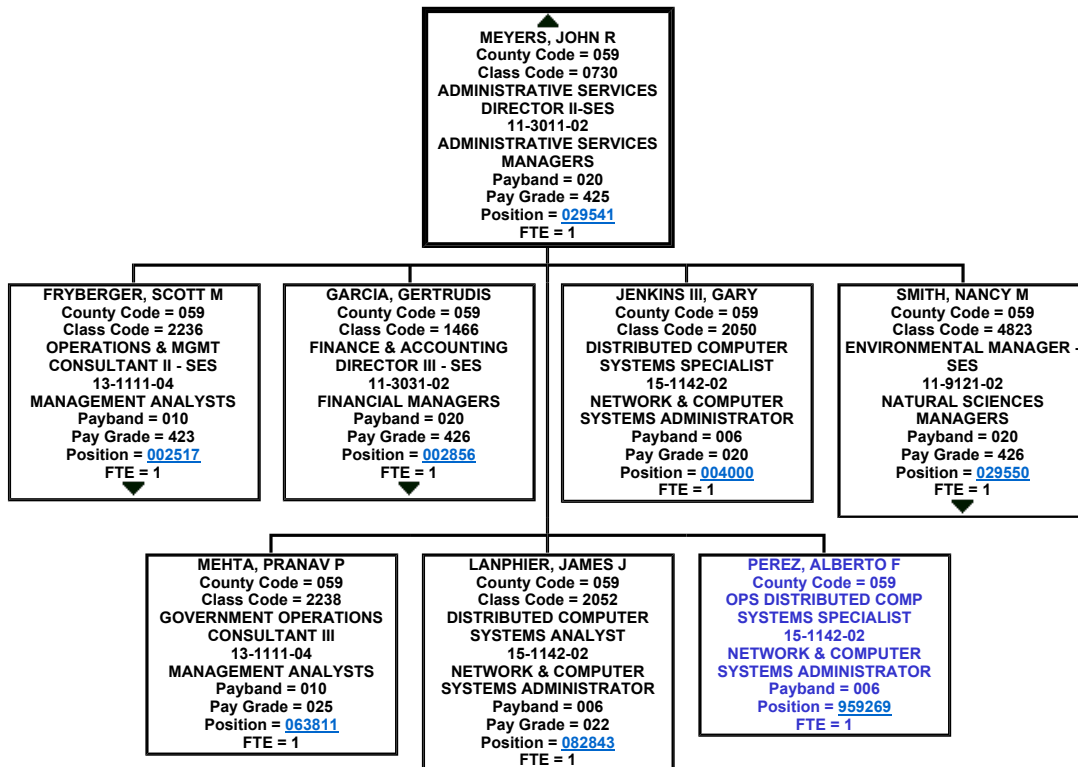 MEYERS, JOHN R
County Code = 059
Class Code = 0730
ADMINISTRATIVE SERVICES
DIRECTOR II-SES
11-3011-02
ADMINISTRATIVE SERVICES
MANAGERS
Payband = 020
Pay Grade = 425
Position = 029541
FTE = 1
FRYBERGER, SCOTT M
County Code = 059
Class Code = 2236
OPERATIONS & MGMT
CONSULTANT II - SES
13-1111-04
MANAGEMENT ANALYSTS
Payband = 010
Pay Grade = 423
Position = 002517
FTE = 1
GARCIA, GERTRUDIS
County Code = 059
Class Code = 1466
FINANCE & ACCOUNTING
DIRECTOR III - SES
11-3031-02
FINANCIAL MANAGERS
Payband = 020
Pay Grade = 426
Position = 002856
FTE = 1
JENKINS III, GARY
County Code = 059
Class Code = 2050
DISTRIBUTED COMPUTER
SYSTEMS SPECIALIST
15-1142-02
NETWORK & COMPUTER
SYSTEMS ADMINISTRATOR
Payband = 006
Pay Grade = 020
Position = 004000
FTE = 1
SMITH, NANCY M
County Code = 059
Class Code = 4823
ENVIRONMENTAL MANAGER -
SES
11-9121-02
NATURAL SCIENCES
MANAGERS
Payband = 020
Pay Grade = 426
Position = 029550
FTE = 1
MEHTA, PRANAV P
County Code = 059
Class Code = 2238
GOVERNMENT OPERATIONS
CONSULTANT III
13-1111-04
MANAGEMENT ANALYSTS
Payband = 010
Pay Grade = 025
Position = 063811
FTE = 1
LANPHIER, JAMES J
County Code = 059
Class Code = 2052
DISTRIBUTED COMPUTER
SYSTEMS ANALYST
15-1142-02
NETWORK & COMPUTER
SYSTEMS ADMINISTRATOR
Payband = 006
Pay Grade = 022
Position = 082843
FTE = 1
PEREZ, ALBERTO F
County Code = 059
OPS DISTRIBUTED COMP
SYSTEMS SPECIALIST
15-1142-02
NETWORK & COMPUTER
SYSTEMS ADMINISTRATOR
Payband = 006
Position = 959269
FTE = 1